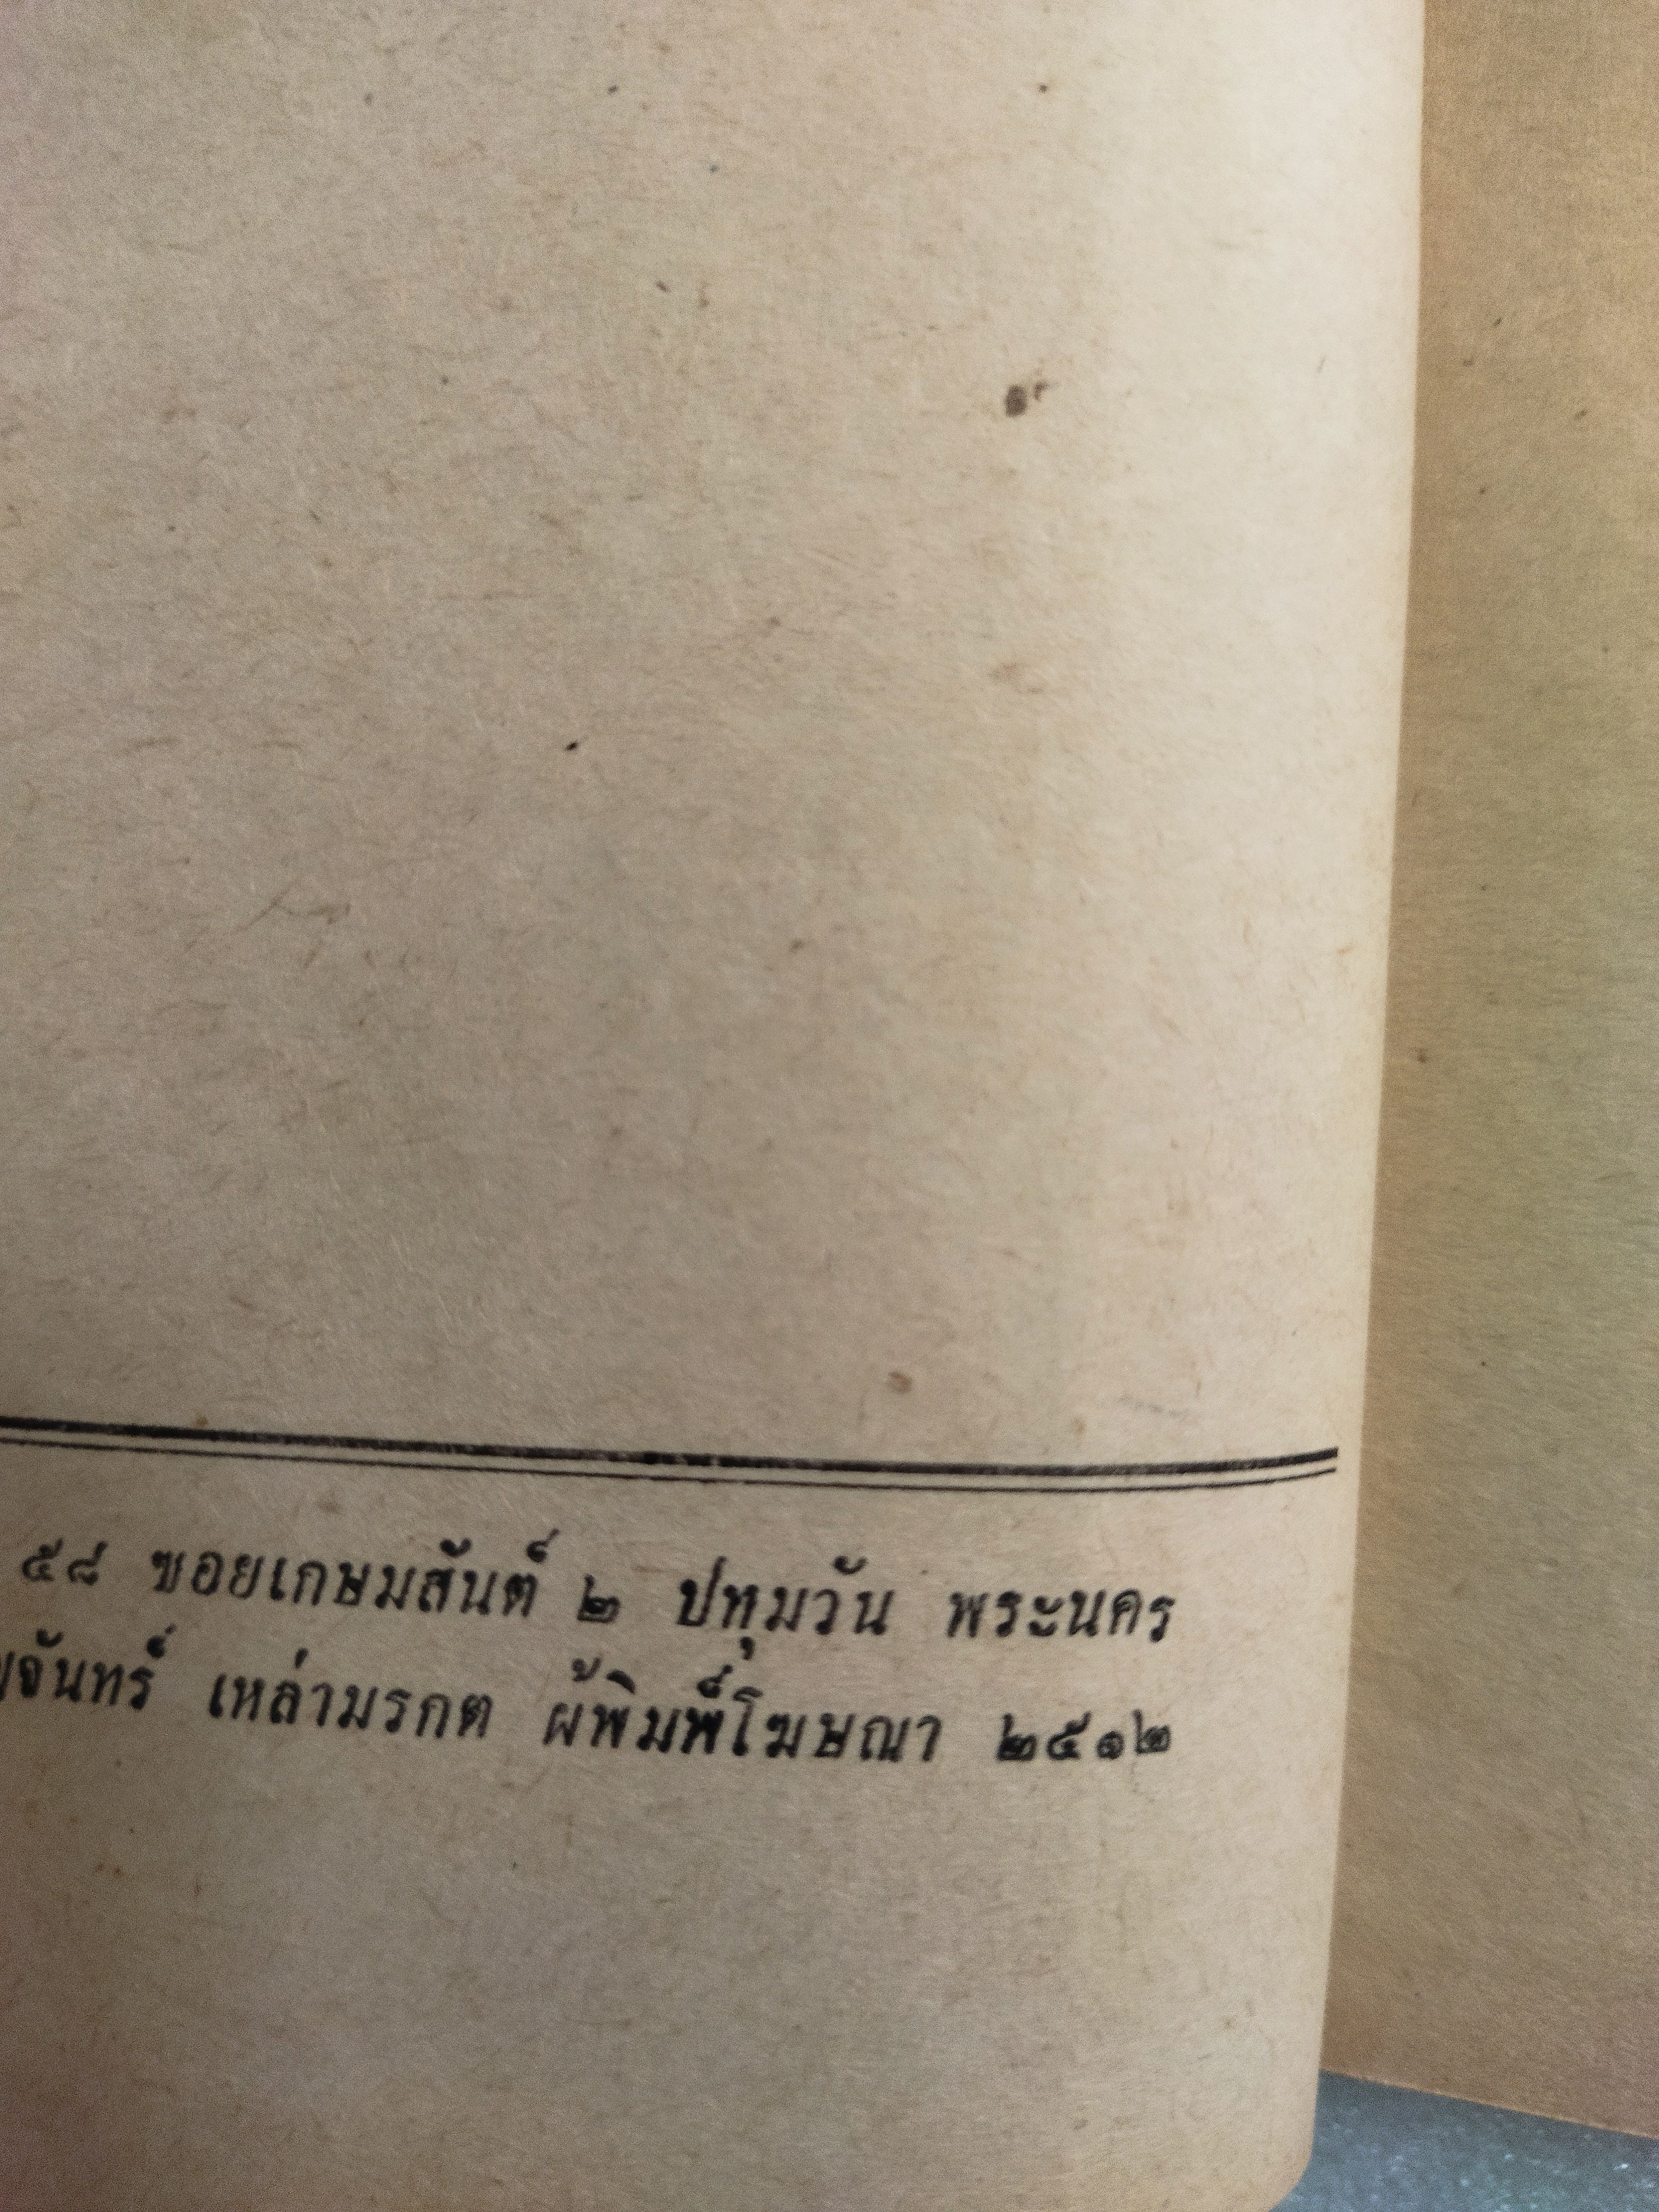 ๕๘ ซอยเกษมสันต์ ๒ ปทุมวัน พระนคร
จันทร์ เหล่ามรกต ผู้พิมพ์โฆษณา ๒๕๑๒